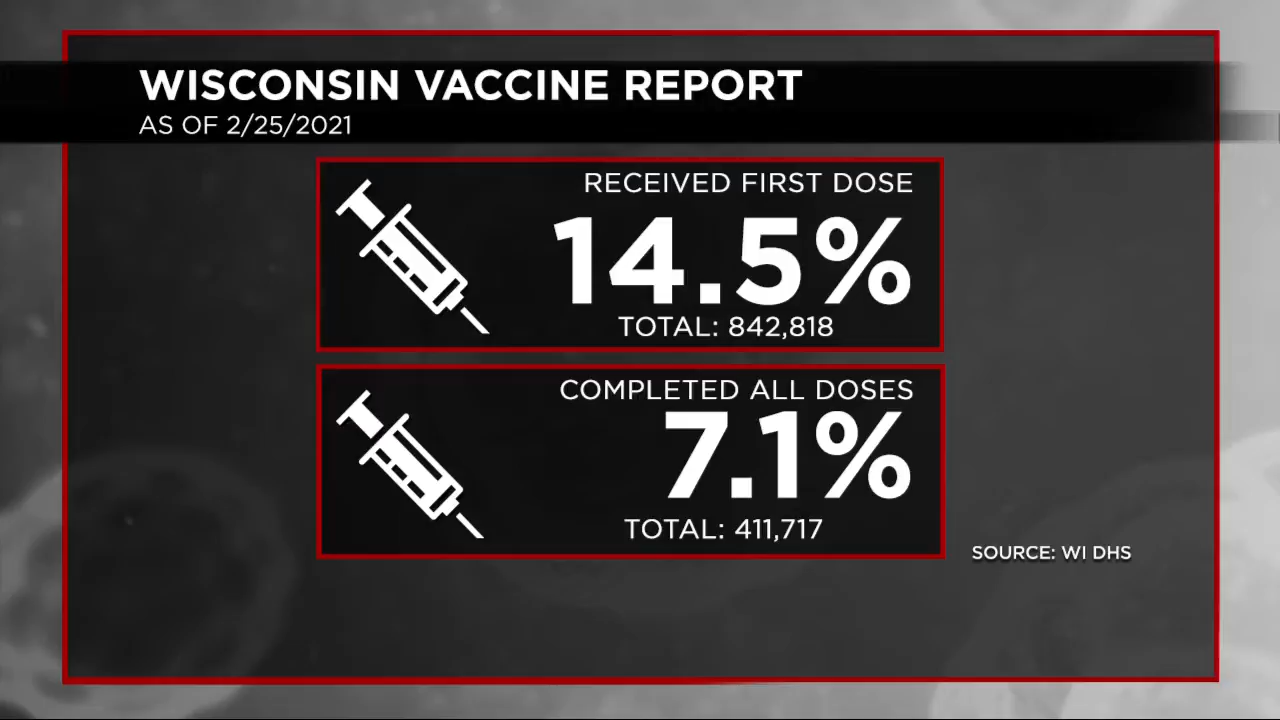 WISCONSIN VACCINE REPORT
AS OF 2/25/2021
RECEIVED FIRST DOSE
14.5%
TOTAL: 842,818
COMPLETED ALL DOSES
7.1%
TOTAL: 411,717
SOURCE: WI DHS